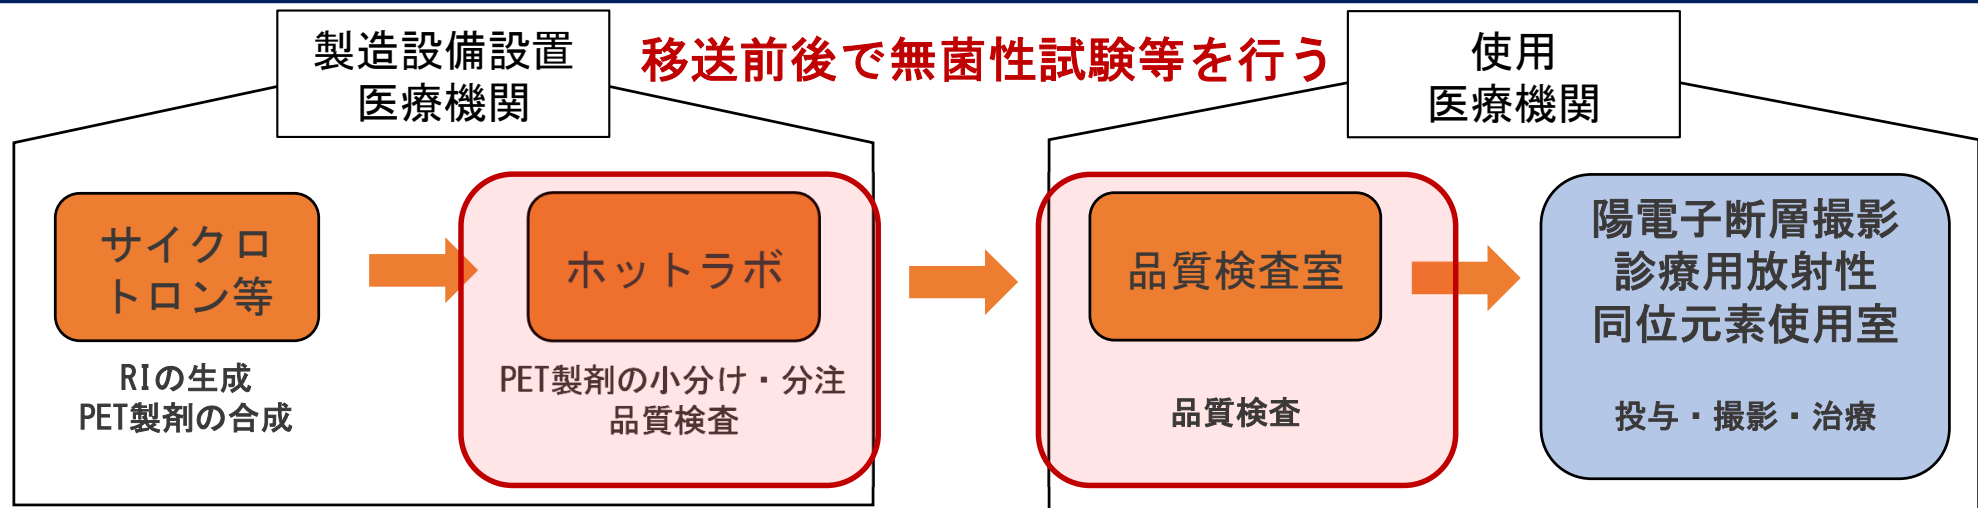 製造設備設置
医療機関
移送前後で無菌性試験等を行う
使用
医療機関
サイクロ
トロン等
RIの生成
PET製剤の合成
ホットラボ
PET製剤の小分け・分注
品質検査
品質検査室
品質検査
陽電子断層撮影
診療用放射性
同位元素使用室
投与・撮影・治療